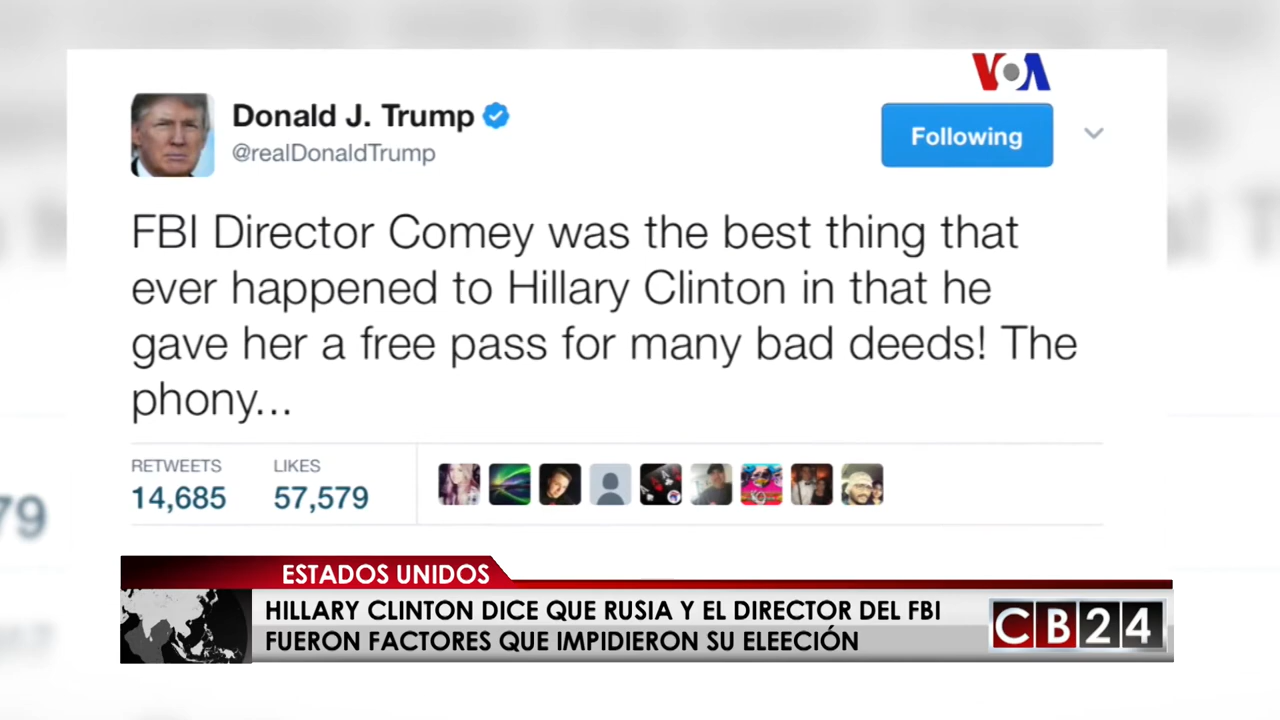 VOA
Donald J. Trump
@realDonaldTrump
Following
FBI Director Comey was the best thing that
ever happened to Hillary Clinton in that he
gave her a free pass for many bad deeds! The
phony...
RETWEETS
LIKES
14,685
57,579
79
ESTADOS UNIDOS
HILLARY CLINTON DICE QUE RUSIA Y EL DIRECTOR DEL FBI
FUERON FACTORES QUE IMPIDIERON SU ELEECIÓN
CB24